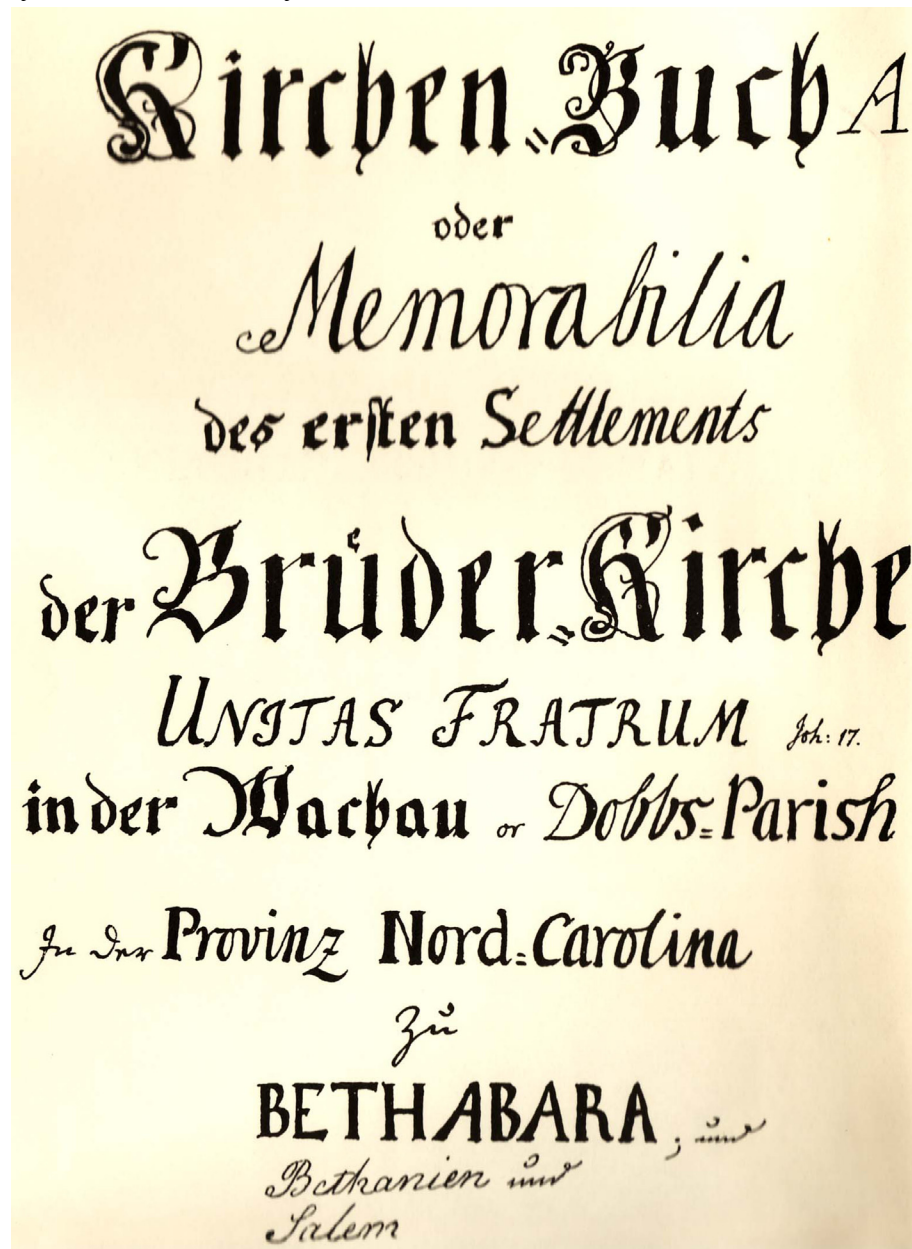 Kirchen=Buch A
oder
Memorabilia
des ersten Settlements
der Brůder=Kirche
UNITAS FRATRUM Joh: 17.
in der Wachau or Dobbs=Parish
In der Provinz Nord=Carolina
zu
BETHABARA; und
Bethanien und
Salem